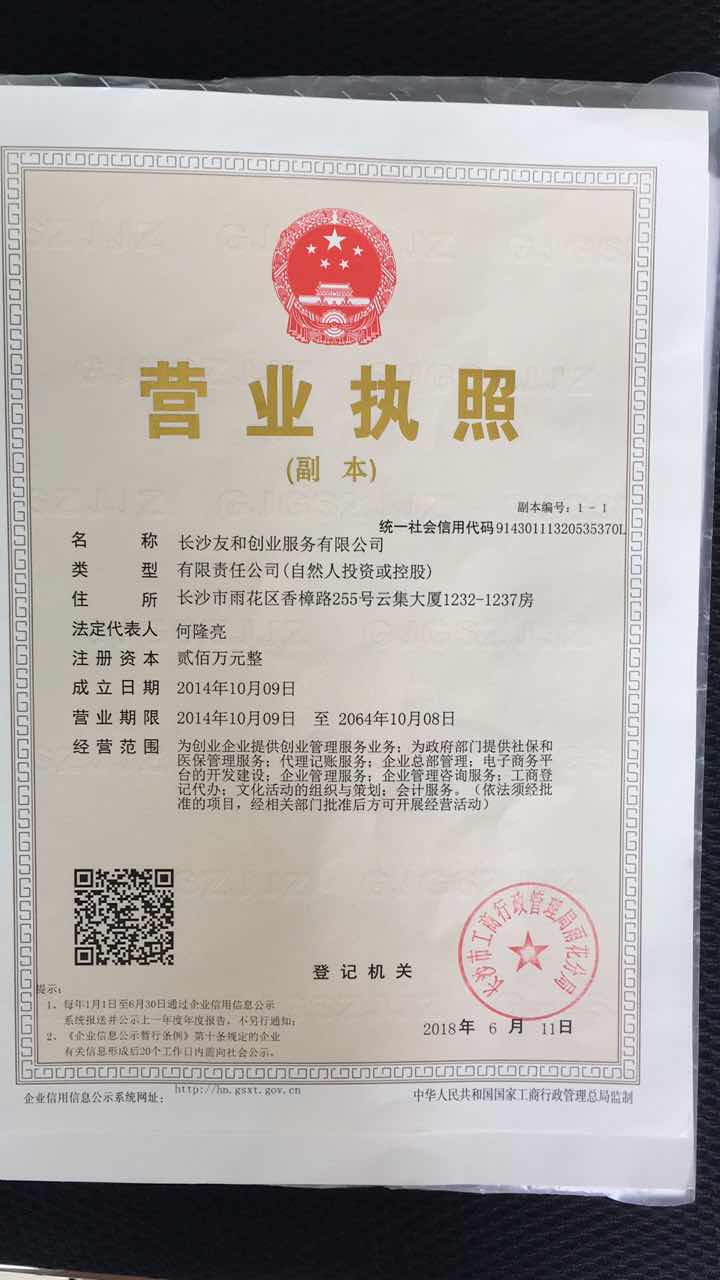 营业执照
(副 本)
副本编号：1 - 1
统一社会信用代码 91430111320535370L
名 称 长沙友和创业服务有限公司
类 型 有限责任公司(自然人投资或控股)
住 所 长沙市雨花区香樟路255号云集大厦1232-1237房
法定代表人 何隆亮
注册资本 贰佰万元整
成立日期 2014年10月09日
营业期限 2014年10月09日 至 2064年10月08日
经营范围 为创业企业提供创业管理服务业务；为政府部门提供社保和
医保管理服务；代理记账服务；企业总部管理；电子商务平
台的开发建设；企业管理服务；企业管理咨询服务；工商登
记代办；文化活动的组织与策划；会计服务。（依法须经批
准的项目，经相关部门批准后方可开展经营活动）
长沙市工商行政管理局雨花分局
登记机关
2018年 6 月 11日
提示：
1、每年1月1日至6月30日通过企业信用信息公示
系统报送并公示上一年度年度报告，不另行通知；
2、《企业信息公示暂行条例》第十条规定的企业
有关信息形成后20个工作日内需向社会公示。
企业信用信息公示系统网址： http://hn.gsxt.gov.cn
中华人民共和国国家工商行政管理总局监制